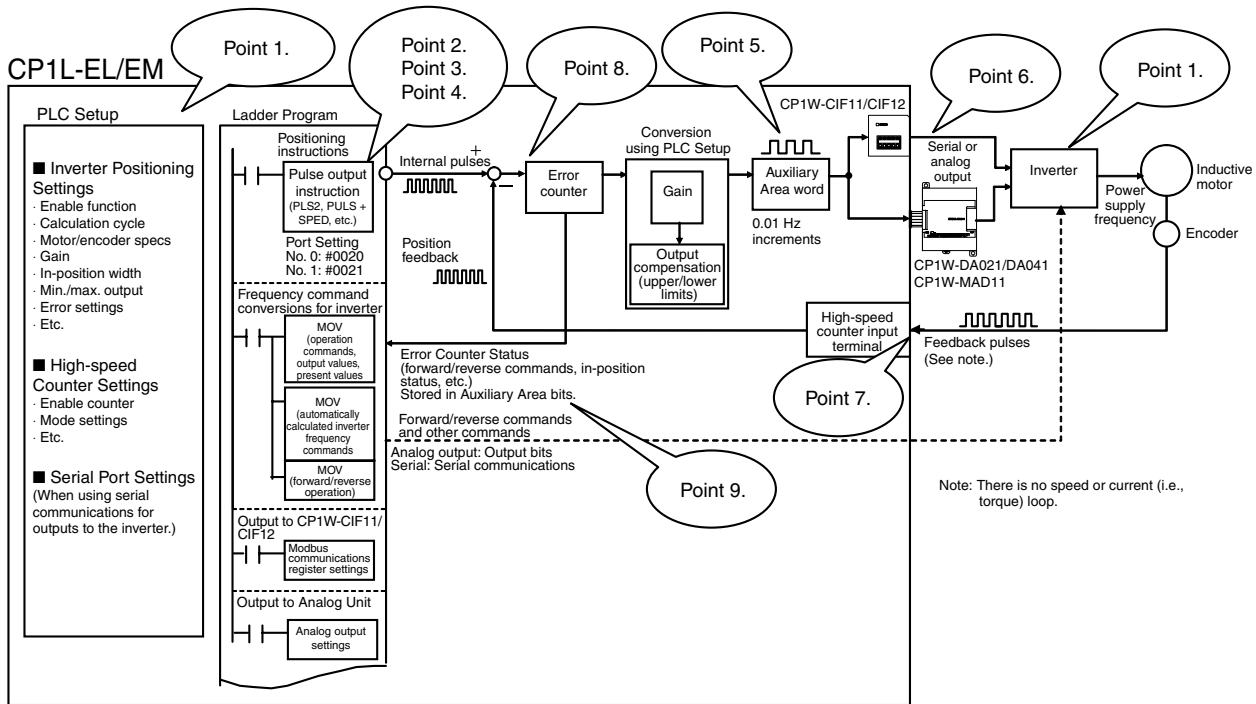 CP1L-EL/EM
Point 1.
Point 2.
Point 3.
Point 4.
Point 8.
Point 5.
Point 6.
Point 1.
PLC Setup
■ Inverter Positioning
Settings
· Enable function
· Calculation cycle
· Motor/encoder specs
· Gain
· In-position width
· Min./max. output
· Error settings
· Etc.
■ High-speed
Counter Settings
· Enable counter
· Mode settings
· Etc.
■ Serial Port Settings
(When using serial
communications for
outputs to the inverter.)
Ladder Program
Positioning
instructions
Pulse output
instruction
(PLS2, PULS +
SPED, etc.)
Port Setting
No. 0: #0020
No. 1: #0021
Frequency command
conversions for inverter
MOV
(operation
commands,
output values,
present values
MOV
(automatically
calculated inverter
frequency
commands
MOV
(forward/reverse
operation)
Output to CP1W-CIF11/
CIF12
Modbus
communications
register settings
Output to Analog Unit
Analog output
settings
Internal pulses
+
−
Position
feedback
Error
counter
Conversion
using PLC Setup
Gain
Output
compensation
(upper/lower
limits)
Auxiliary
Area word
0.01 Hz
increments
CP1W-CIF11/CIF12
Serial or
analog
output
CP1W-DA021/DA041
CP1W-MAD11
Inverter
Power
supply
frequency
Inductive
motor
Encoder
High-speed
counter input
terminal
Feedback pulses
(See note.)
Point 7.
Error Counter Status
(forward/reverse commands, in-position
status, etc.)
Stored in Auxiliary Area bits.
Forward/reverse commands
and other commands
Analog output: Output bits
Serial: Serial communications
Point 9.
Note: There is no speed or current (i.e.,
torque) loop.